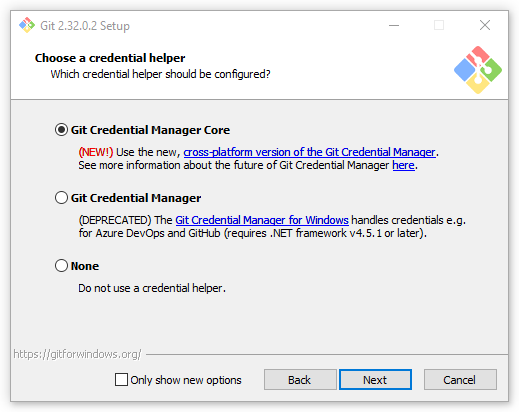 Git 2.32.0.2 Setup
Choose a credential helper
Which credential helper should be configured?
Git Credential Manager Core
(NEW!) Use the new, cross-platform version of the Git Credential Manager.
See more information about the future of Git Credential Manager here.
Git Credential Manager
(DEPRECATED) The Git Credential Manager for Windows handles credentials e.g.
for Azure DevOps and GitHub (requires .NET framework v4.5.1 or later).
None
Do not use a credential helper.
https://gitforwindows.org/
Only show new options
Back
Next
Cancel